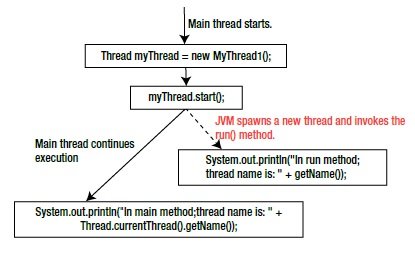 Main thread starts.
Thread myThread = new MyThread1();
myThread.start();
JVM spawns a new thread and invokes the
run() method.
Main thread continues
execution
System.out.println("In run method;
thread name is: " + getName());
System.out.println("In main method;thread name is: " +
Thread.currentThread().getName());